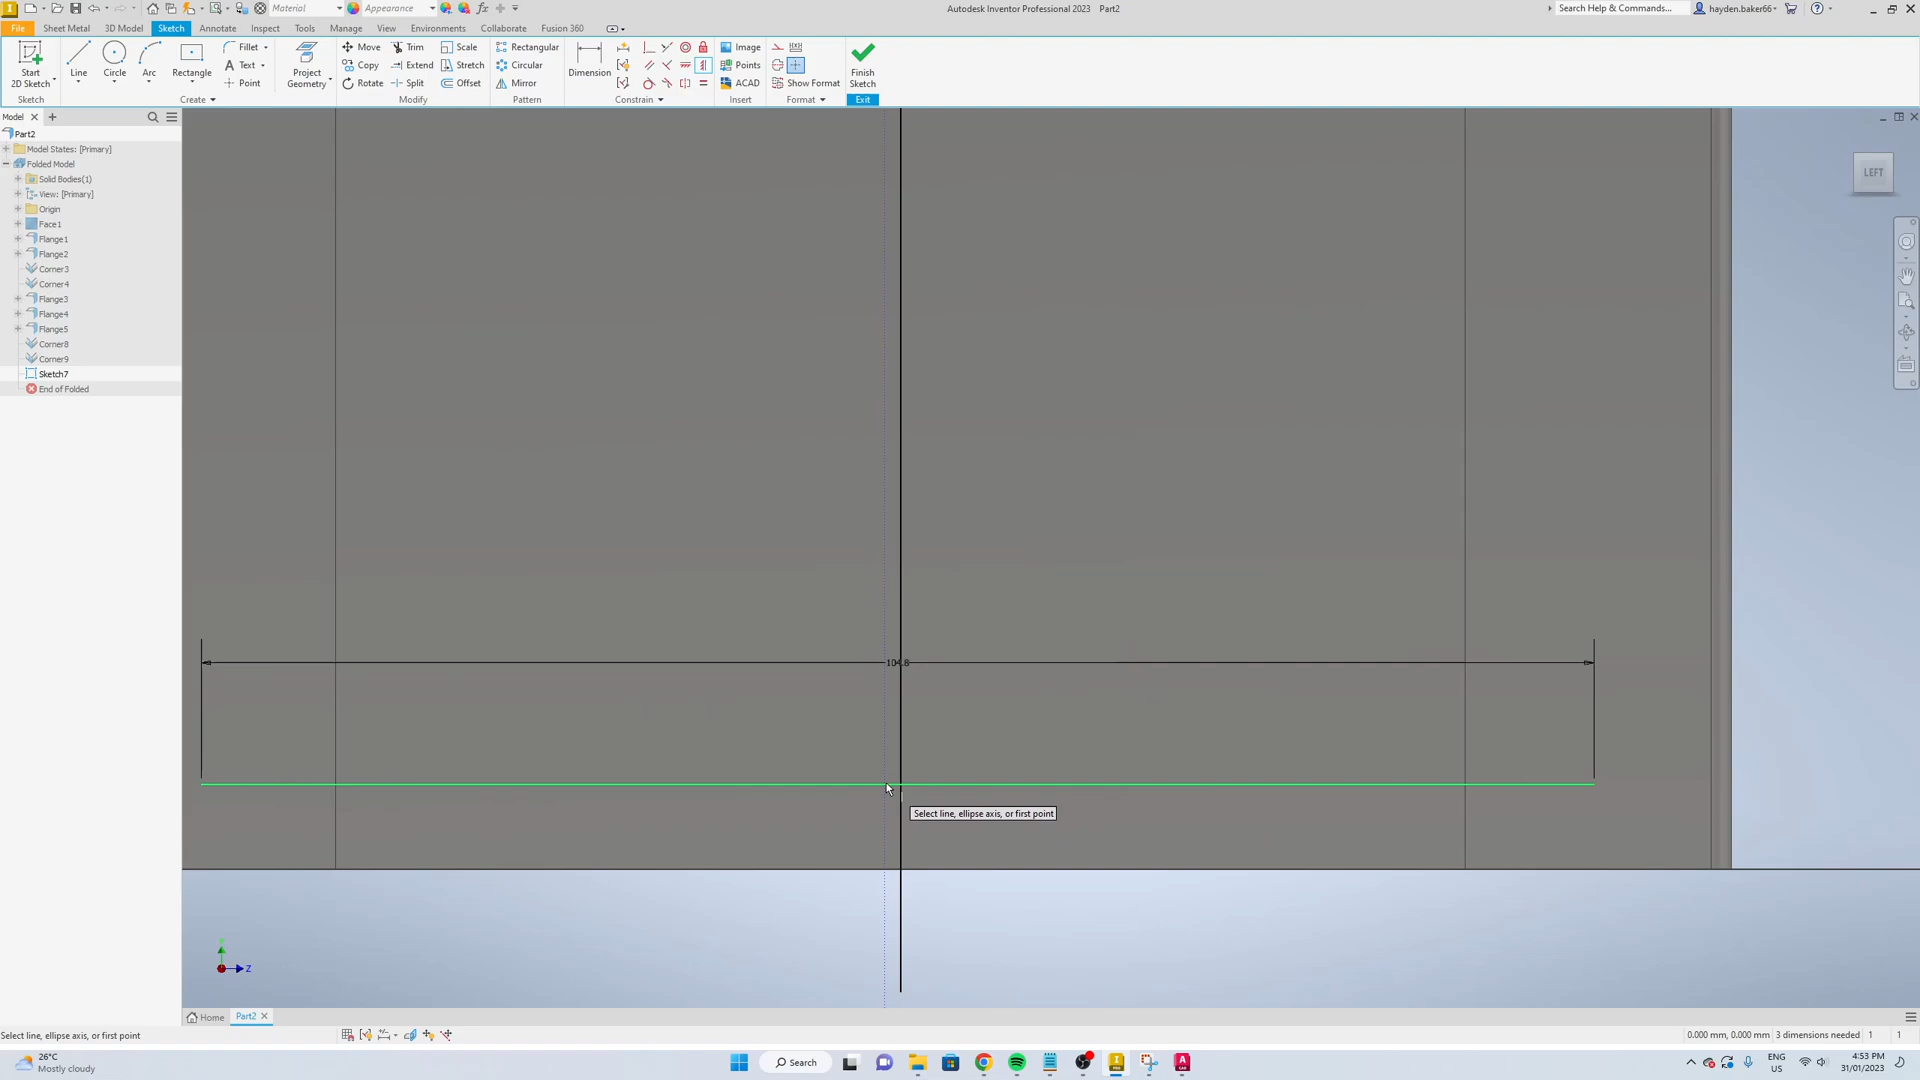 Material
Appearance
Autodesk Inventor Professional 2023 Part2
Search Help & Commands...
hayden.baker66
File
Sheet Metal
3D Model
Sketch
Annotate
Inspect
Tools
Manage
View
Environments
Collaborate
Fusion 360
Start
2D Sketch
Line
Circle
Arc
Rectangle
Fillet
Text
Point
Project
Geometry
Move
Copy
Rotate
Trim
Extend
Split
Scale
Stretch
Offset
Rectangular
Circular
Mirror
Dimension
Image
Points
ACAD
Show Format
Finish
Sketch
Sketch
Create
Modify
Pattern
Constrain
Insert
Format
Exit
Model
Part2
Model States: [Primary]
Folded Model
Solid Bodies(1)
View: [Primary]
Origin
Face1
Flange1
Flange2
Corner3
Corner4
Flange3
Flange4
Flange5
Corner8
Corner9
Sketch7
End of Folded
LEFT
104.8
Select line, ellipse axis, or first point
Z
Home
Part2
Select line, ellipse axis, or first point
0.000 mm, 0.000 mm
3 dimensions needed
1
1
26°C
Mostly cloudy
Search
ENG
US
4:53 PM
31/01/2023